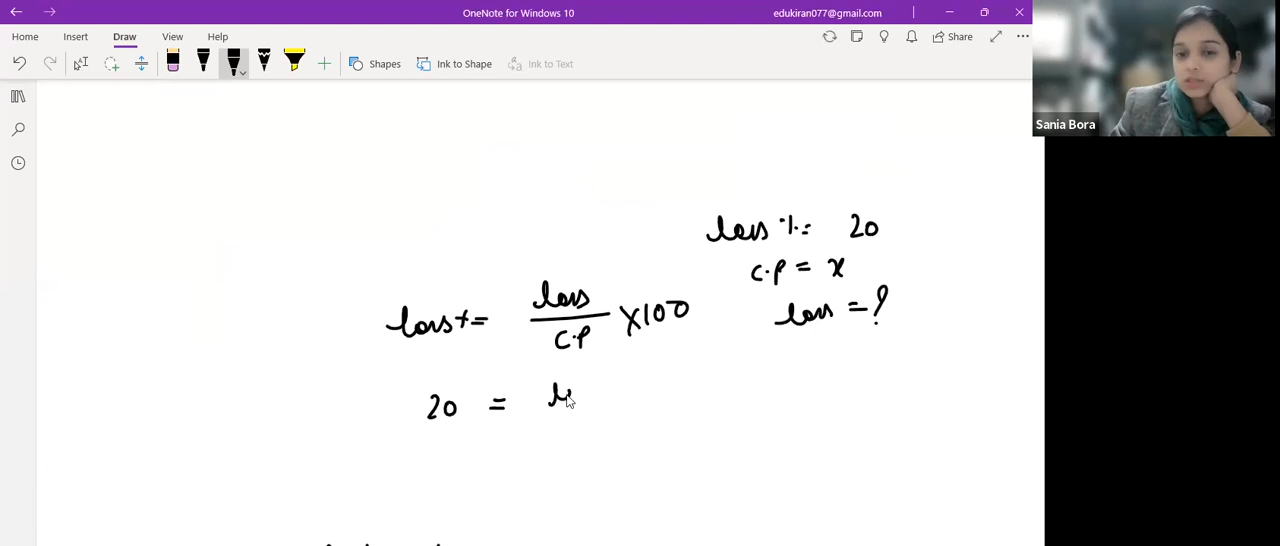 OneNote for Windows 10
edukiran077@gmail.com
Home Insert Draw View Help
Share
Shapes Ink to Shape Ink to Text
Sania Bora
loss %= 20
C.P = x
loss = ?
loss %= loss / C.P X100
20 =